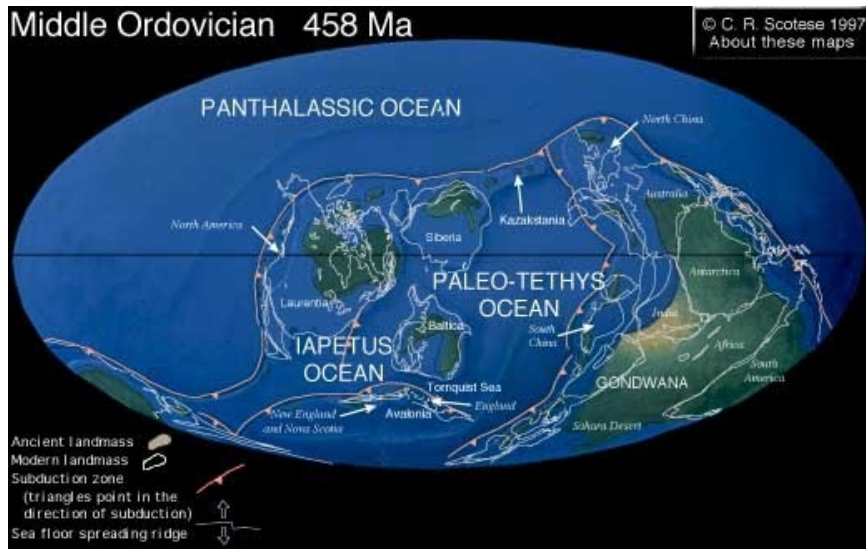 Middle Ordovician 458 Ma
© C. R. Scotese 1997
About these maps
PANTHALASSIC OCEAN
North China
Australia
North America
Kazakstania
Siberia
Antarctica
PALEO-TETHYS
OCEAN
Laurentia
India
Baltica
South
China
Africa
IAPETUS
OCEAN
South
America
GONDWANA
Tornquist Sea
England
New England
and Nova Scotia
Avalonia
Sahara Desert
Ancient landmass
Modern landmass
Subduction zone
(triangles point in the
direction of subduction)
Sea floor spreading ridge